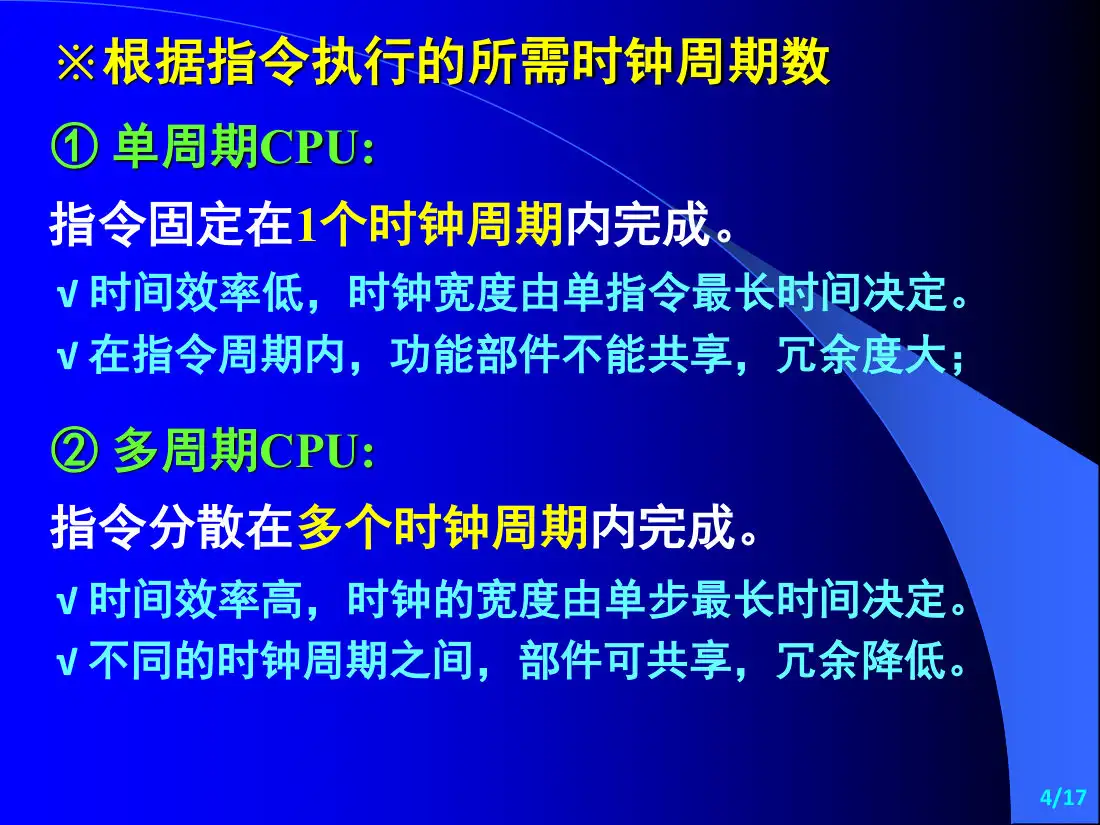 ※根据指令执行的所需时钟周期数
① 单周期CPU:
指令固定在1个时钟周期内完成。
√ 时间效率低，时钟宽度由单指令最长时间决定。
√ 在指令周期内，功能部件不能共享，冗余度大；
② 多周期CPU:
指令分散在多个时钟周期内完成。
√ 时间效率高，时钟的宽度由单步最长时间决定。
√ 不同的时钟周期之间，部件可共享，冗余降低。
4/17